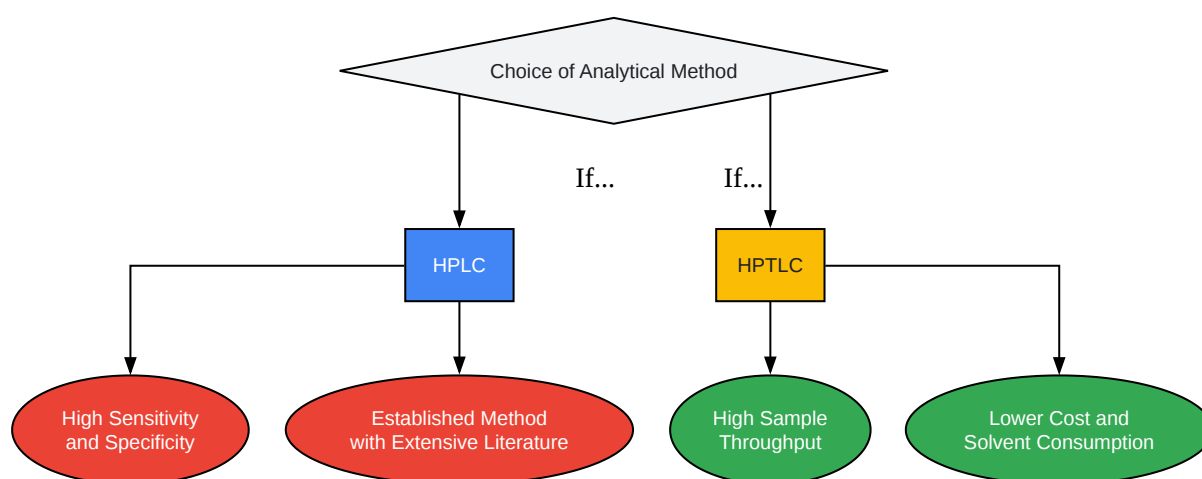 Choice of Analytical Method
If...
If...
HPLC
HPTLC
High Sensitivity
and Specificity
Established Method
with Extensive Literature
High Sample
Throughput
Lower Cost and
Solvent Consumption